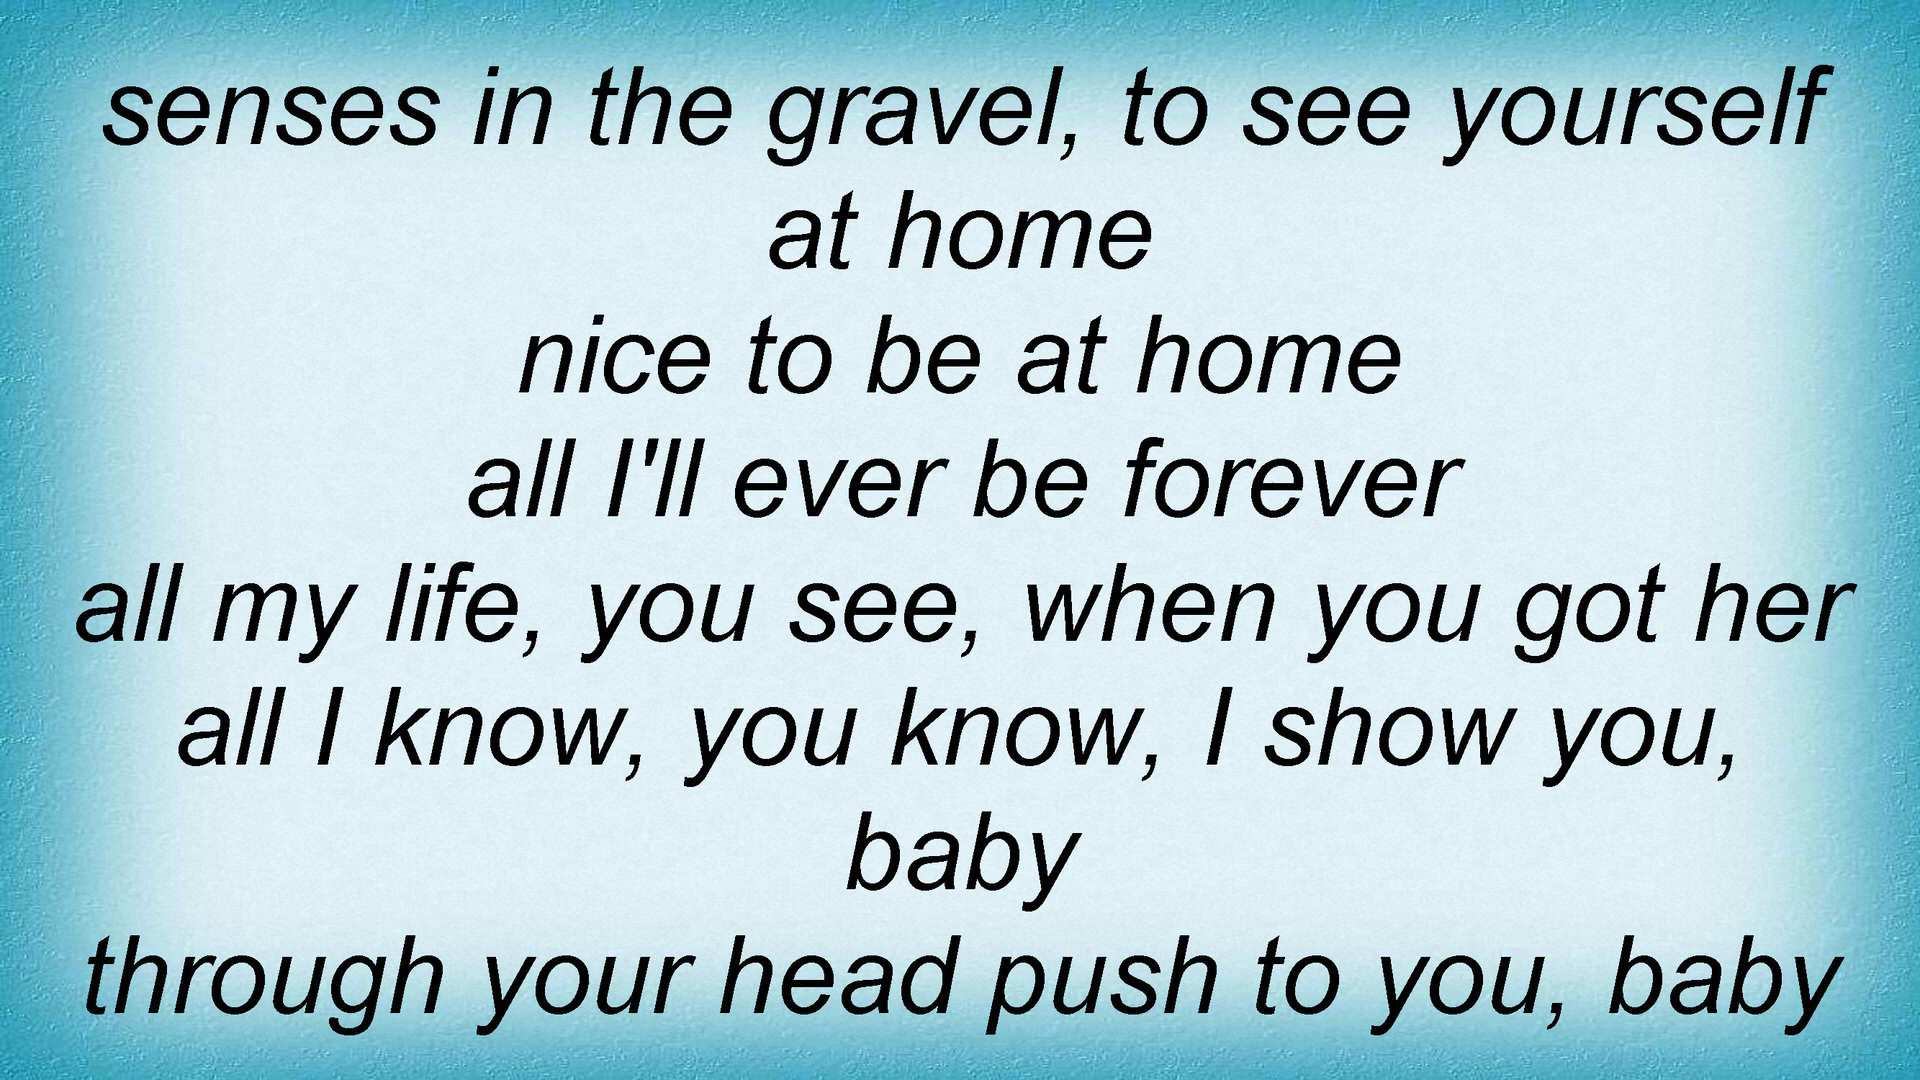 senses in the gravel, to see yourself
at home
nice to be at home
all I'll ever be forever
all my life, you see, when you got her
all I know, you know, I show you,
baby
through your head push to you, baby